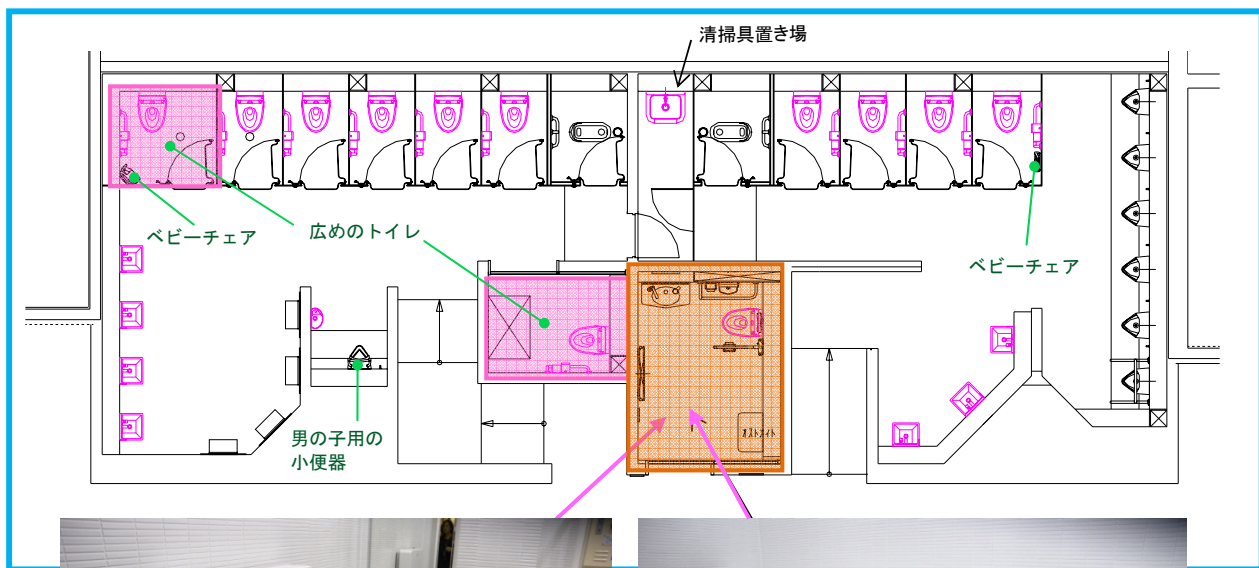 清掃具置き場
ベビーチェア
広めのトイレ
ベビーチェア
男の子用の
小便器
オストメイト